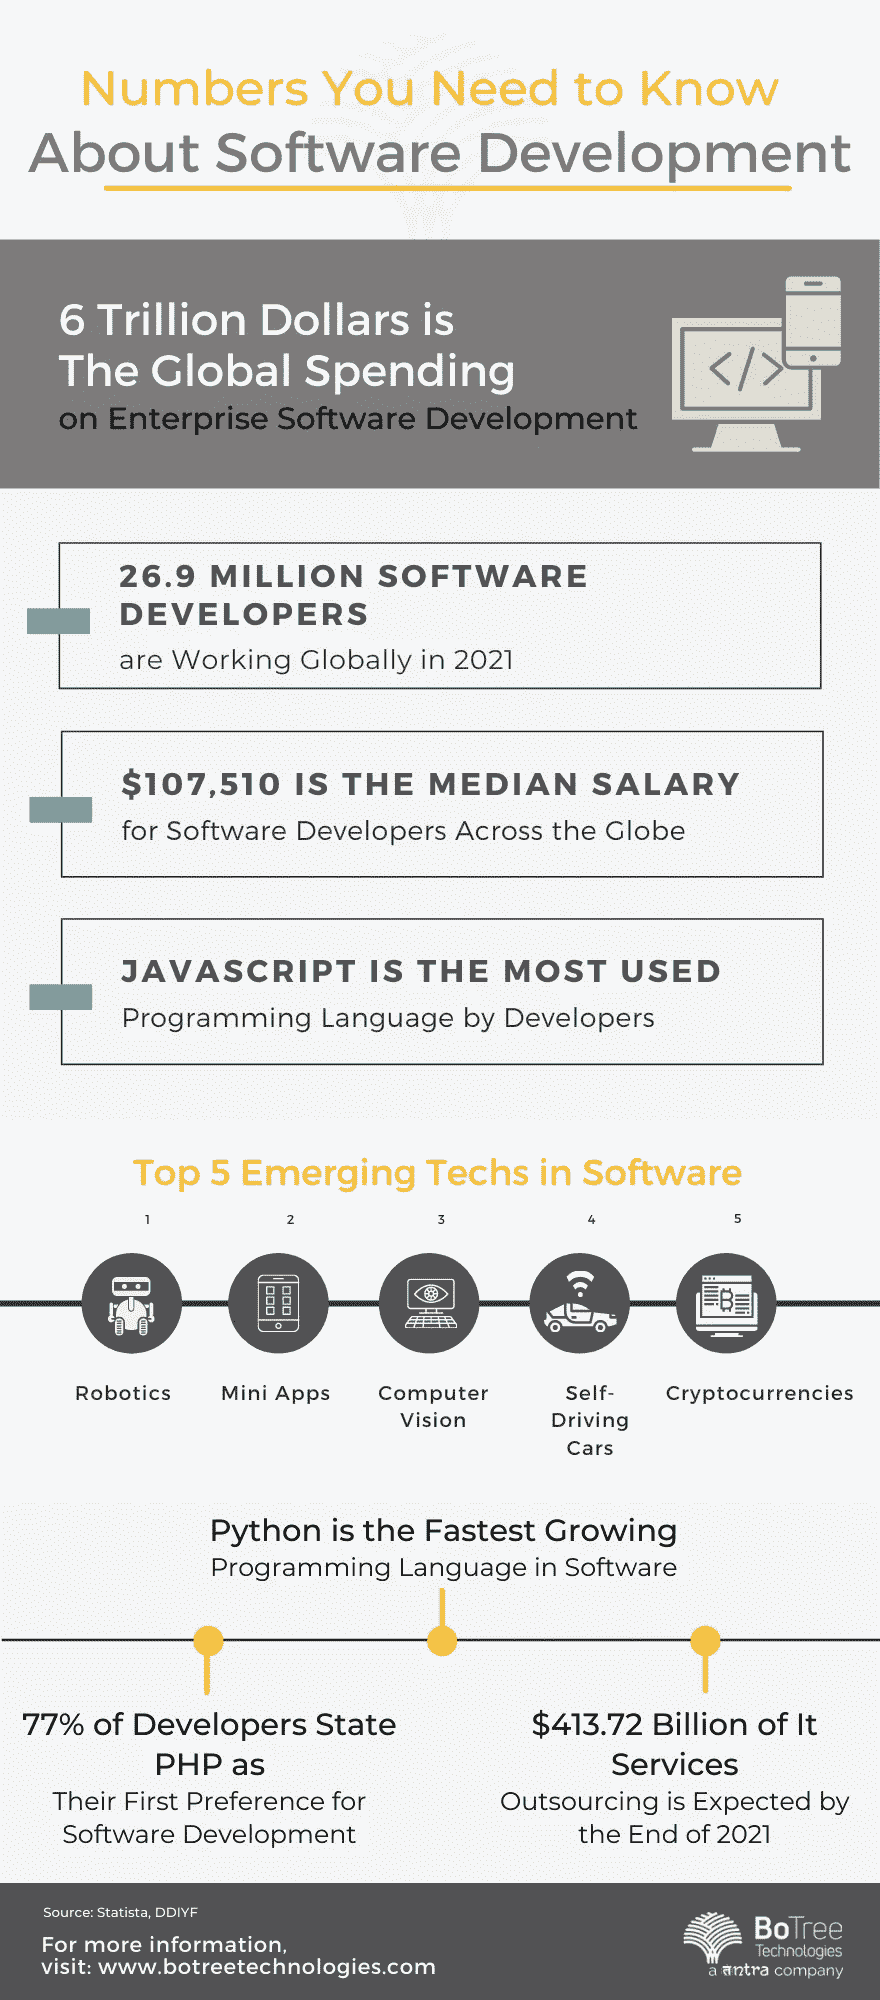 Numbers You Need to Know
About Software Development
6 Trillion Dollars is
The Global Spending
on Enterprise Software Development
</>
26.9 MILLION SOFTWARE
DEVELOPERS
are Working Globally in 2021
$107,510 IS THE MEDIAN SALARY
for Software Developers Across the Globe
JAVASCRIPT IS THE MOST USED
Programming Language by Developers
Top 5 Emerging Techs in Software
1 2 3 4 5
Robotics
Mini Apps
Computer
Vision
Self-
Driving
Cars
Cryptocurrencies
Python is the Fastest Growing
Programming Language in Software
77% of Developers State
PHP as
Their First Preference for
Software Development
$413.72 Billion of It
Services
Outsourcing is Expected by
the End of 2021
Source: Statista, DDIYF
For more information,
visit: www.botreetechnologies.com
BoTree
Technologies
a antra company